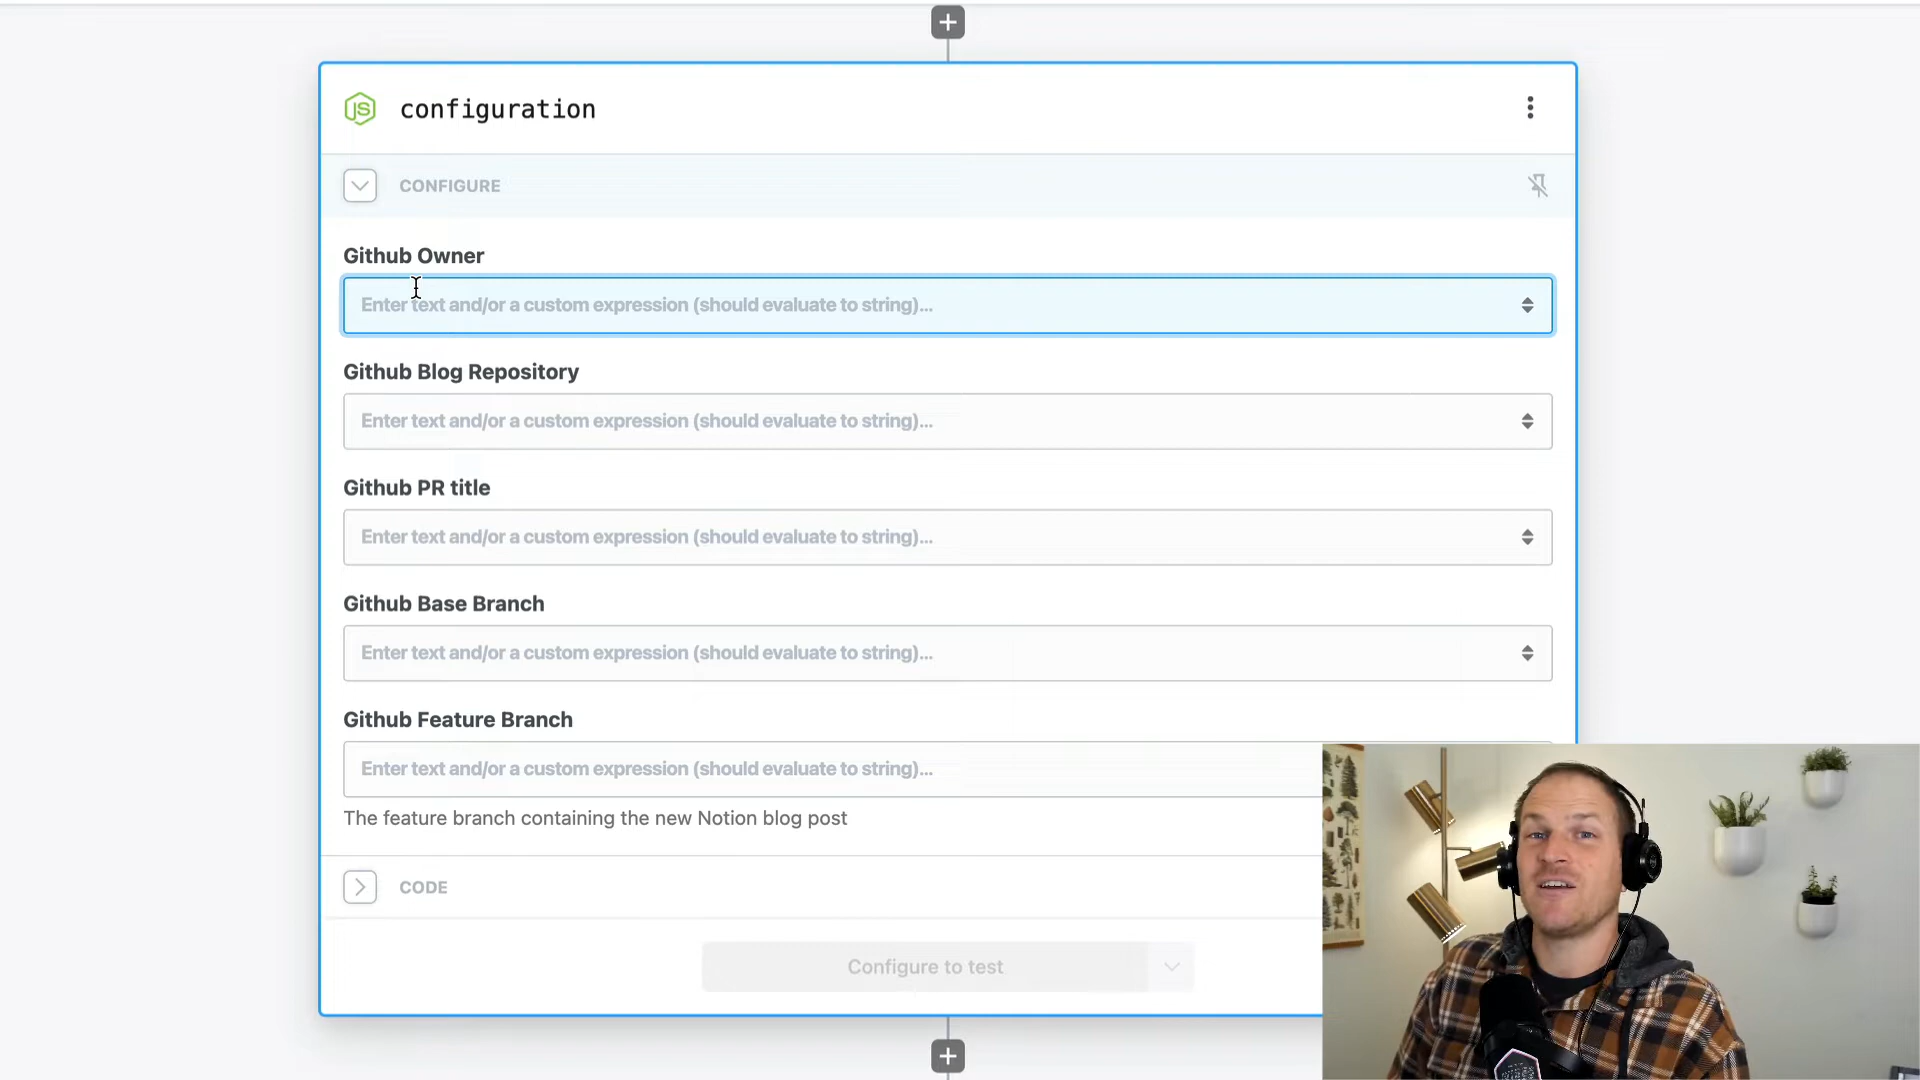 JS configuration
CONFIGURE
Github Owner
Enter text and/or a custom expression (should evaluate to string)...
Github Blog Repository
Enter text and/or a custom expression (should evaluate to string)...
Github PR title
Enter text and/or a custom expression (should evaluate to string)...
Github Base Branch
Enter text and/or a custom expression (should evaluate to string)...
Github Feature Branch
Enter text and/or a custom expression (should evaluate to string)...
The feature branch containing the new Notion blog post
CODE
Configure to test